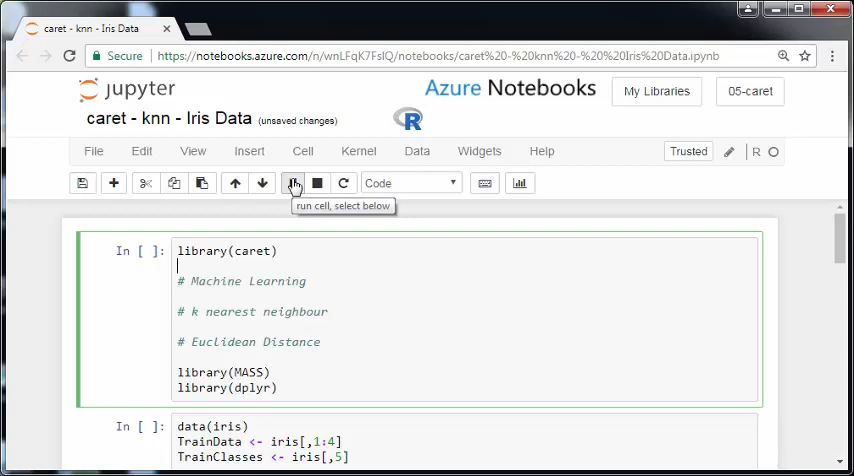 caret - knn - Iris Data
Secure https://notebooks.azure.com/n/wnLFqK7FsIQ/notebooks/caret%20-%20knn%20-%20%20Iris%20Data.ipynb
jupyter
Azure Notebooks
My Libraries
05-caret
caret - knn - Iris Data (unsaved changes)
R
File Edit View Insert Cell Kernel Data Widgets Help Trusted R
Code
run cell, select below
In [ ]: library(caret)
# Machine Learning
# k nearest neighbour
# Euclidean Distance
library(MASS)
library(dplyr)
In [ ]: data(iris)
TrainData <- iris[,1:4]
TrainClasses <- iris[,5]